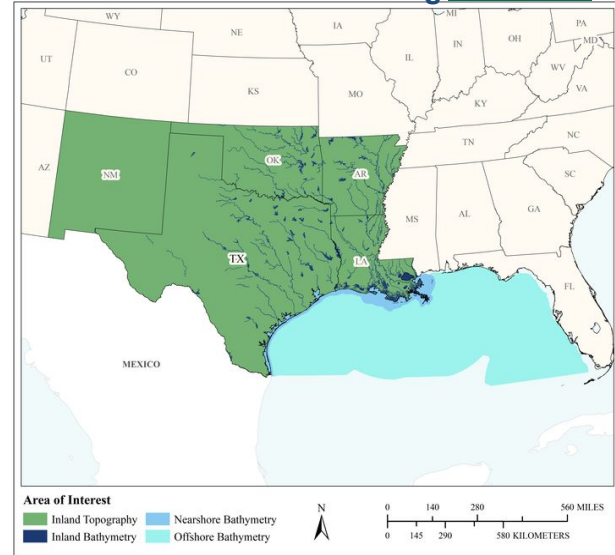 WY
IA
MI
PA
NE
OH
IL
IN
MD
UT
CO
WV
KS
MO
VA
KY
NC
TN
OK
AZ
NM
AR
SC
MS
AL
GA
TX
LA
FL
MEXICO
Area of Interest
Inland Topography
Nearshore Bathymetry
Inland Bathymetry
Offshore Bathymetry
N
0 140 280 560 MILES
0 145 290 580 KILOMETERS